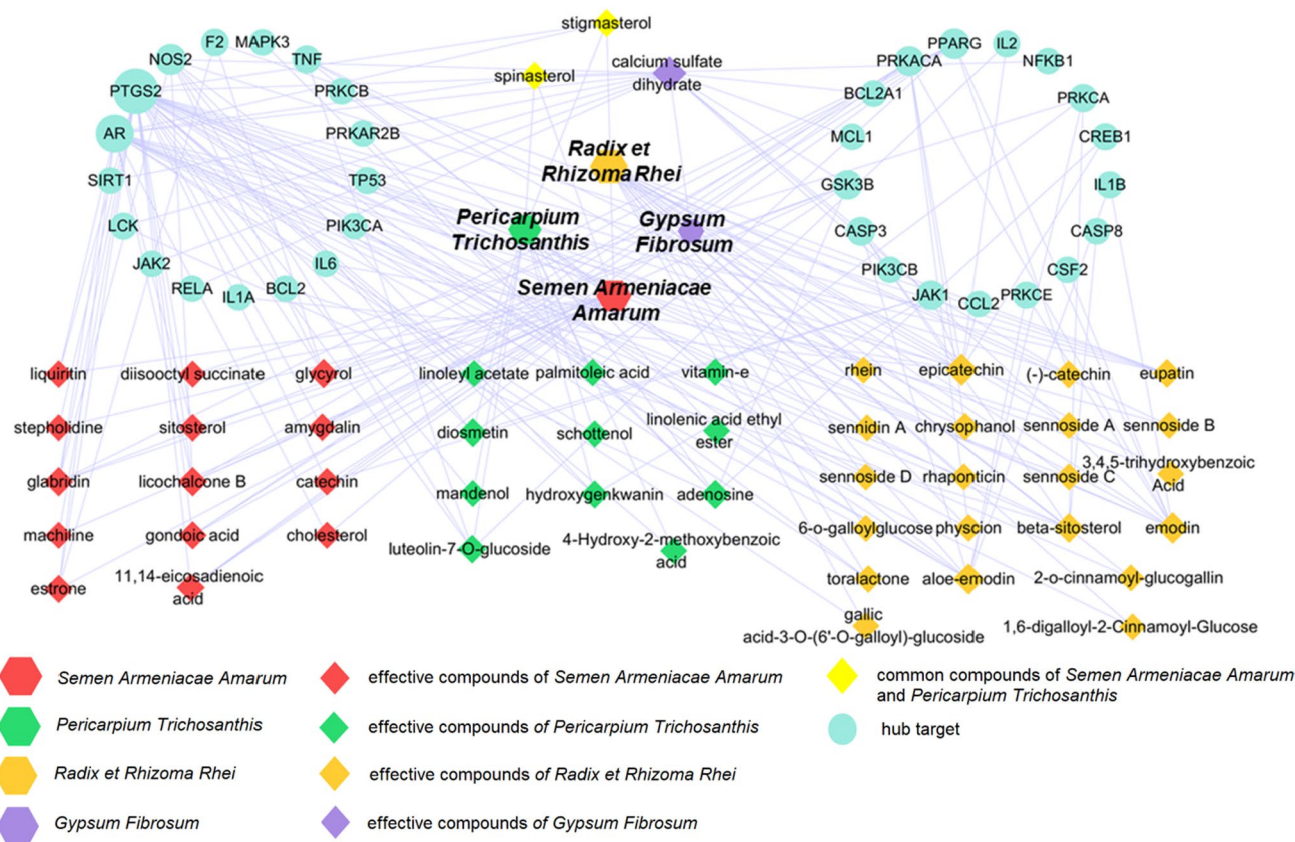 stigmasterol
spinasterol
calcium sulfate
dihydrate
F2
MAPK3
NOS2
TNF
PTGS2
PRKCB
AR
PRKAR2B
SIRT1
TP53
LCK
PIK3CA
JAK2
IL6
RELA
IL1A
BCL2
PPARG
IL2
PRKACA
NFKB1
BCL2A1
PRKCA
MCL1
CREB1
GSK3B
IL1B
CASP3
CASP8
PIK3CB
CSF2
JAK1
CCL2
PRKCE
Radix et
Rhizoma Rhei
Pericarpium
Trichosanthis
Gypsum
Fibrosum
Semen Armeniacae
Amarum
liquiritin
diisooctyl succinate
glycyrol
stepholidine
sitosterol
amygdalin
glabridin
licochalcone B
catechin
machiline
gondoic acid
cholesterol
estrone
11,14-eicosadienoic
acid
linoleyl acetate
palmitoleic acid
vitamin-e
diosmetin
schottenol
linolenic acid ethyl
ester
mandenol
hydroxygenkwanin
adenosine
luteolin-7-O-glucoside
4-Hydroxy-2-methoxybenzoic
acid
rhein
epicatechin
(-)-catechin
eupatin
sennidin A
chrysophanol
sennoside A
sennoside B
sennoside D
rhaponticin
sennoside C
3,4,5-trihydroxybenzoic
Acid
6-o-galloylglucose
physcion
beta-sitosterol
emodin
toralactone
aloe-emodin
2-o-cinnamoyl-glucogallin
gallic
acid-3-O-(6'-O-galloyl)-glucoside
1,6-digalloyl-2-Cinnamoyl-Glucose
Semen Armeniacae Amarum
effective compounds of Semen Armeniacae Amarum
common compounds of Semen Armeniacae Amarum
and Pericarpium Trichosanthis
Pericarpium Trichosanthis
effective compounds of Pericarpium Trichosanthis
hub target
Radix et Rhizoma Rhei
effective compounds of Radix et Rhizoma Rhei
Gypsum Fibrosum
effective compounds of Gypsum Fibrosum